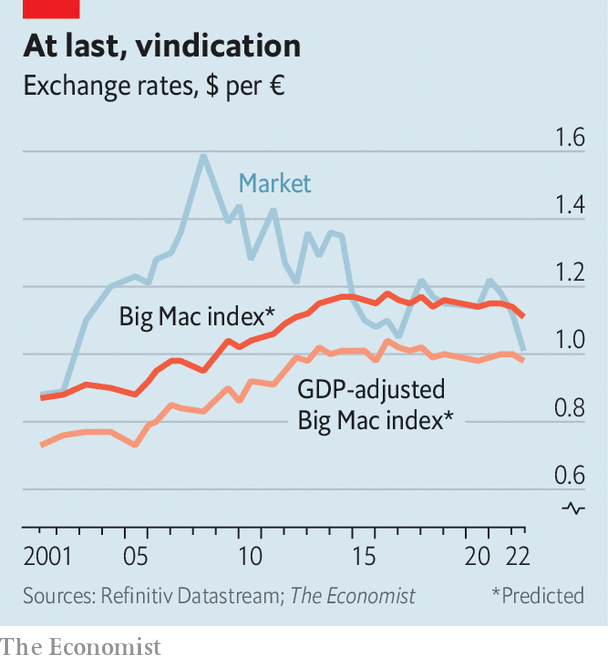 At last, vindication
Exchange rates, $ per €
1.6
Market
1.4
1.2
Big Mac index*
1.0
GDP-adjusted
Big Mac index*
0.8
0.6
2001 05 10 15 20 22
Sources: Refinitiv Datastream; The Economist *Predicted
The Economist